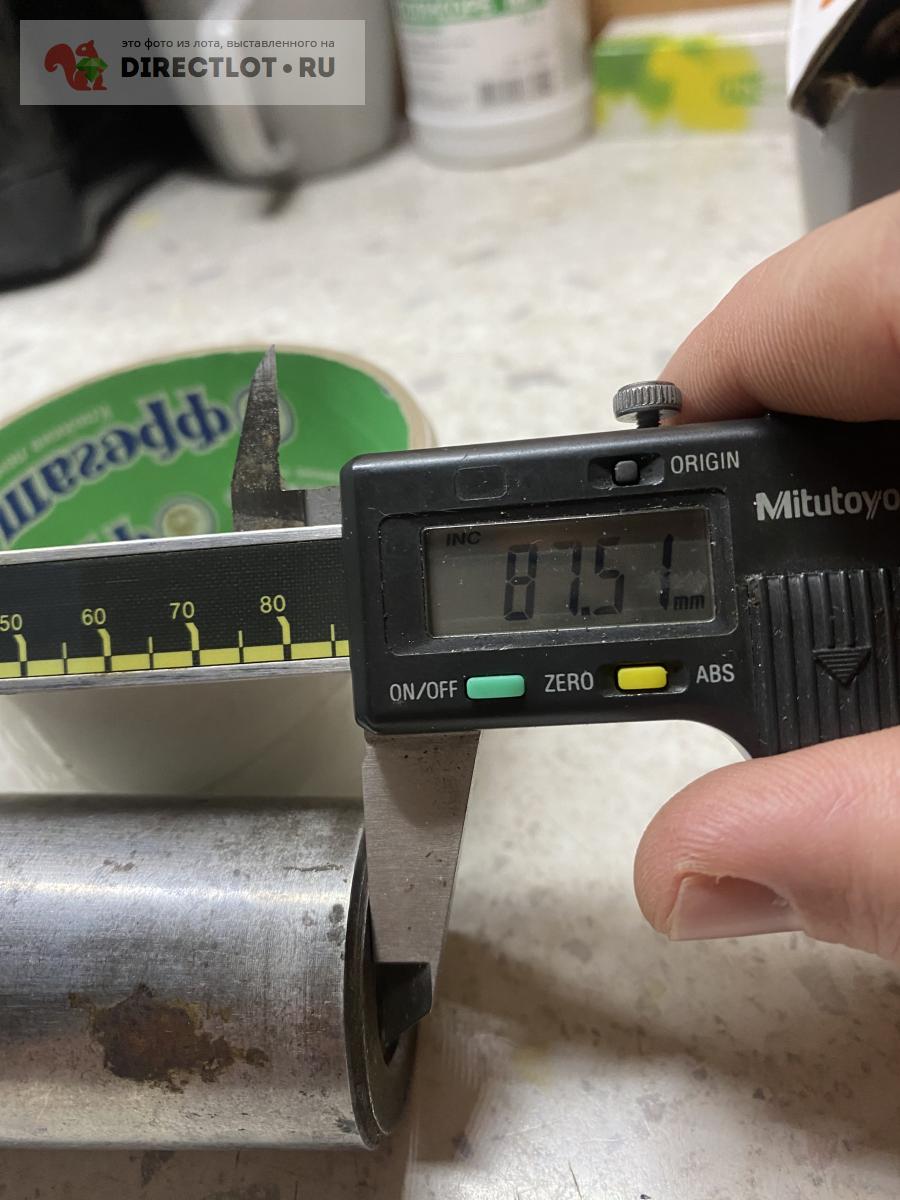 это фото из лота, выставленного на
DIRECTLOT•RU
ORIGIN
Mitutoyo
INC
87.51 mm
50 60 70 80
ON/OFF ZERO ABS
Фрегат